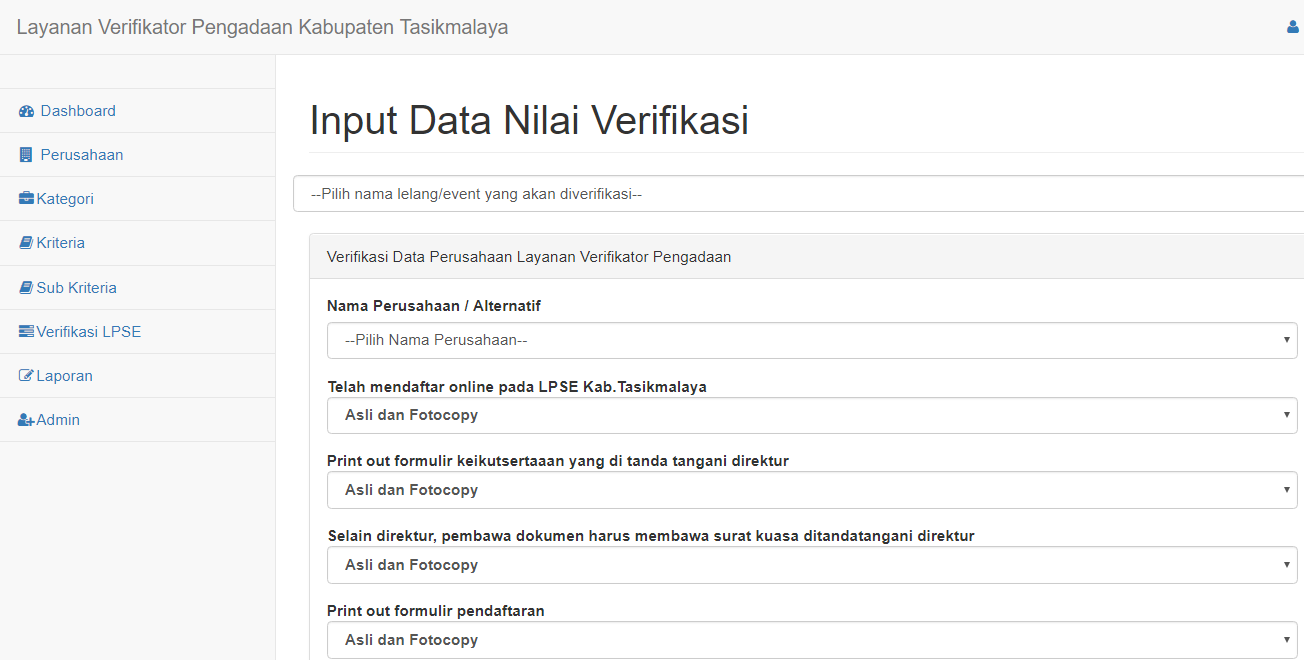 Layanan Verifikator Pengadaan Kabupaten Tasikmalaya
Dashboard
Perusahaan
Kategori
Kriteria
Sub Kriteria
Verifikasi LPSE
Laporan
Admin
Input Data Nilai Verifikasi
--Pilih nama lelang/event yang akan diverifikasi--
Verifikasi Data Perusahaan Layanan Verifikator Pengadaan
Nama Perusahaan / Alternatif
--Pilih Nama Perusahaan--
Telah mendaftar online pada LPSE Kab.Tasikmalaya
Asli dan Fotocopy
Print out formulir keikutsertaaan yang di tanda tangani direktur
Asli dan Fotocopy
Selain direktur, pembawa dokumen harus membawa surat kuasa ditandatangani direktur
Asli dan Fotocopy
Print out formulir pendaftaran
Asli dan Fotocopy